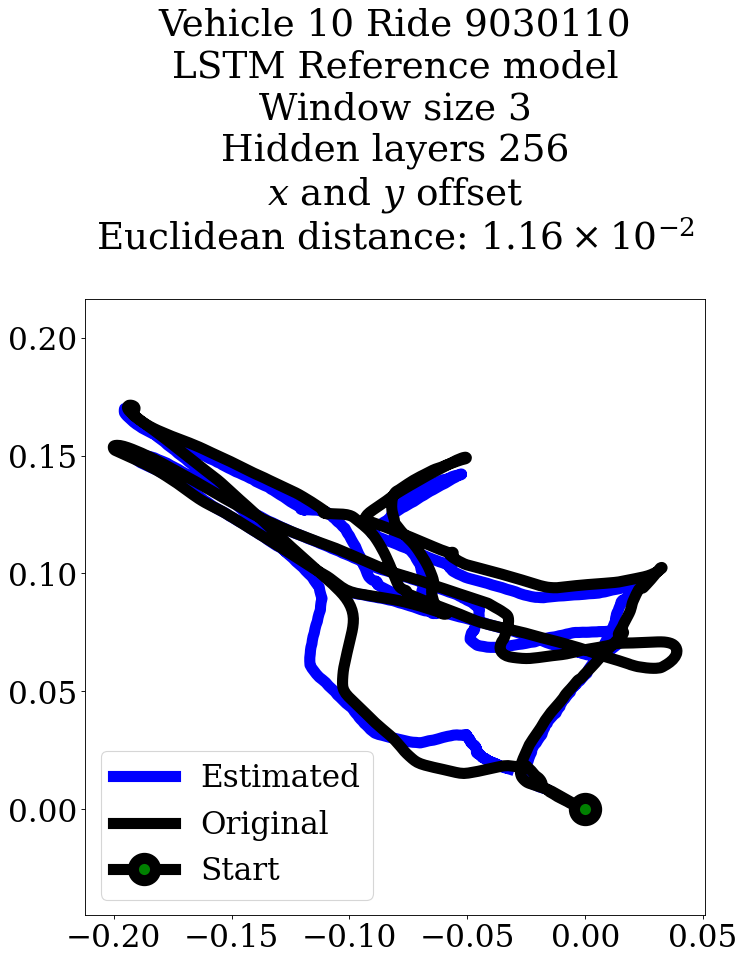 Vehicle 10 Ride 9030110
LSTM Reference model
Window size 3
Hidden layers 256
x and y offset
Euclidean distance: 1.16 × 10⁻²
0.20
0.15
0.10
0.05
0.00
Estimated
Original
Start
−0.20 −0.15 −0.10 −0.05 0.00 0.05